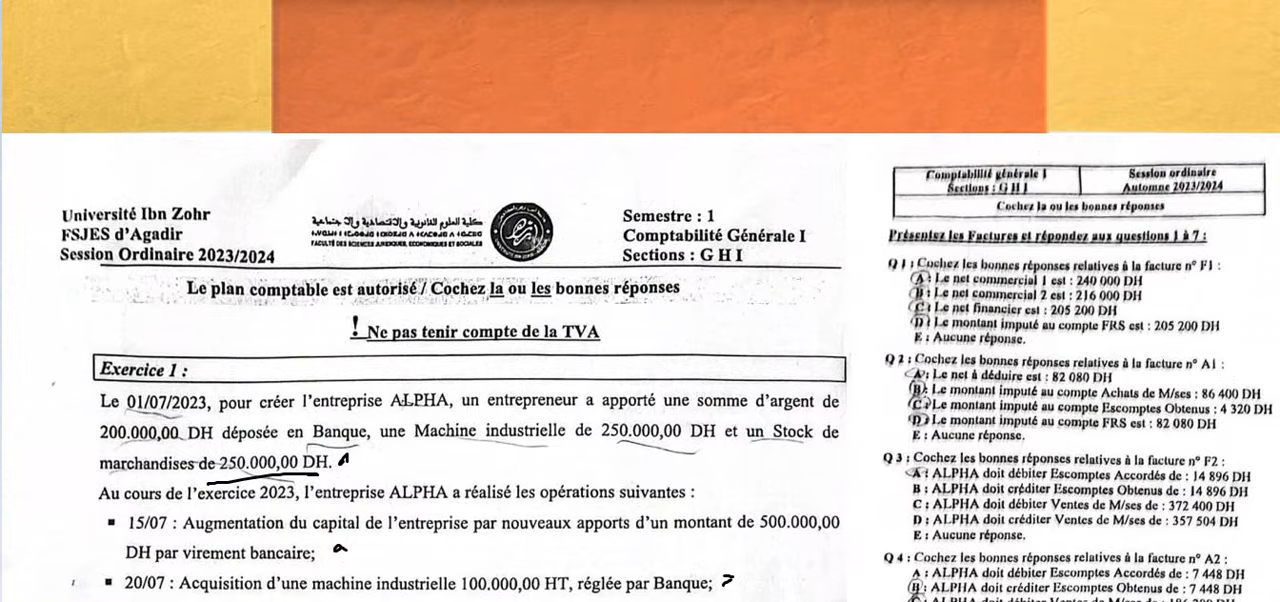 Université Ibn Zohr
FSJES d'Agadir
Session Ordinaire 2023/2024
FACULTÉ DES SCIENCES JURIDIQUES, ECONOMIQUES ET SOCIALES
Semestre : 1
Comptabilité Générale I
Sections : G H I
Le plan comptable est autorisé / Cochez la ou les bonnes réponses
! Ne pas tenir compte de la TVA
Exercice 1 :
Le 01/07/2023, pour créer l'entreprise ALPHA, un entrepreneur a apporté une somme d'argent de
200.000,00 DH déposée en Banque, une Machine industrielle de 250.000,00 DH et un Stock de
marchandises de 250.000,00 DH.
Au cours de l'exercice 2023, l'entreprise ALPHA a réalisé les opérations suivantes :
▪ 15/07 : Augmentation du capital de l'entreprise par nouveaux apports d'un montant de 500.000,00
DH par virement bancaire;
▪ 20/07 : Acquisition d'une machine industrielle 100.000,00 HT, réglée par Banque;
Comptabilité générale I
Sections : G H I
Session ordinaire
Automne 2023/2024
Cochez la ou les bonnes réponses
Présentez les Factures et répondez aux questions 1 à 7 :
Q 1 : Cochez les bonnes réponses relatives à la facture n° F1 :
A : Le net commercial 1 est : 240 000 DH
B : Le net commercial 2 est : 216 000 DH
C : Le net financier est : 205 200 DH
D : Le montant imputé au compte FRS est : 205 200 DH
E : Aucune réponse.
Q 2 : Cochez les bonnes réponses relatives à la facture n° A1 :
A : Le net à déduire est : 82 080 DH
B : Le montant imputé au compte Achats de M/ses : 86 400 DH
C : Le montant imputé au compte Escomptes Obtenus : 4 320 DH
D : Le montant imputé au compte FRS est : 82 080 DH
E : Aucune réponse.
Q 3 : Cochez les bonnes réponses relatives à la facture n° F2 :
A : ALPHA doit débiter Escomptes Accordés de : 14 896 DH
B : ALPHA doit créditer Escomptes Obtenus de : 14 896 DH
C : ALPHA doit débiter Ventes de M/ses de : 372 400 DH
D : ALPHA doit créditer Ventes de M/ses de : 357 504 DH
E : Aucune réponse.
Q 4 : Cochez les bonnes réponses relatives à la facture n° A2 :
A : ALPHA doit débiter Escomptes Accordés de : 7 448 DH
B : ALPHA doit créditer Escomptes Obtenus de : 7 448 DH